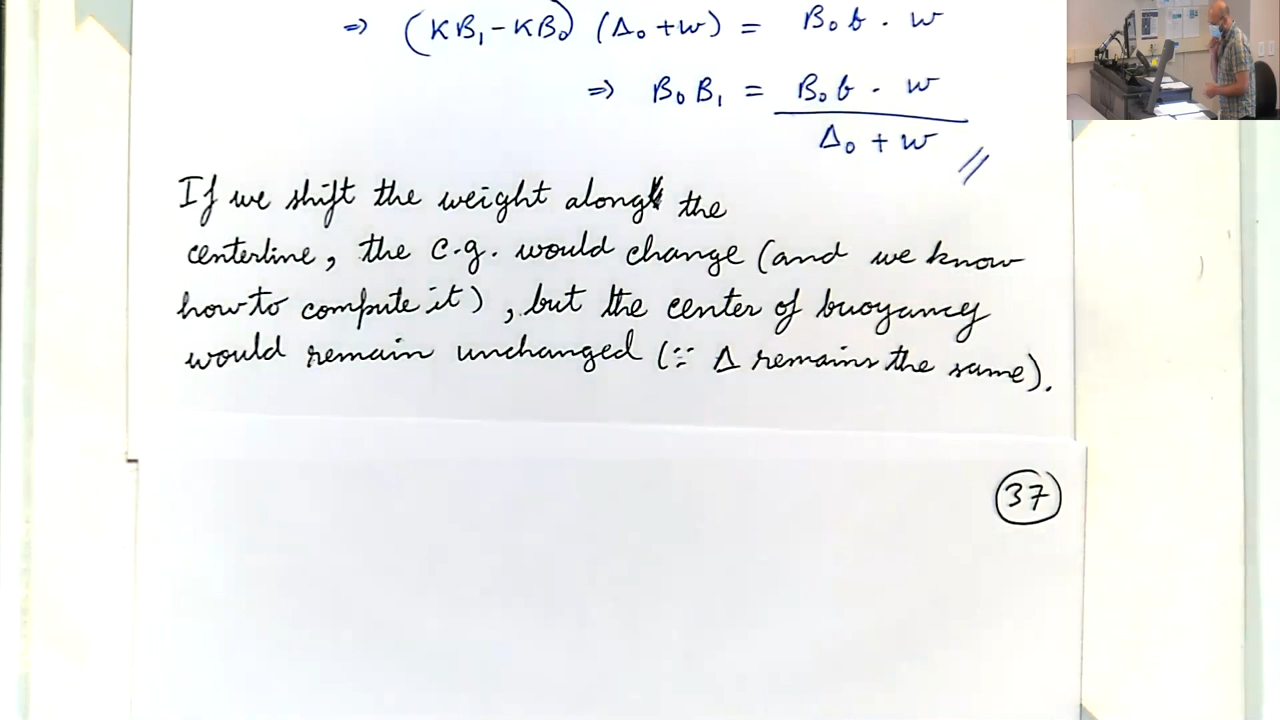 ⇒ (KB₁ - KB₀) (Δ₀ + w) = B₀b · w
⇒ B₀B₁ = B₀b · w / Δ₀ + w //
If we shift the weight along the
centerline, the c.g. would change (and we know
how to compute it), but the center of buoyancy
would remain unchanged (∵ Δ remains the same).
37